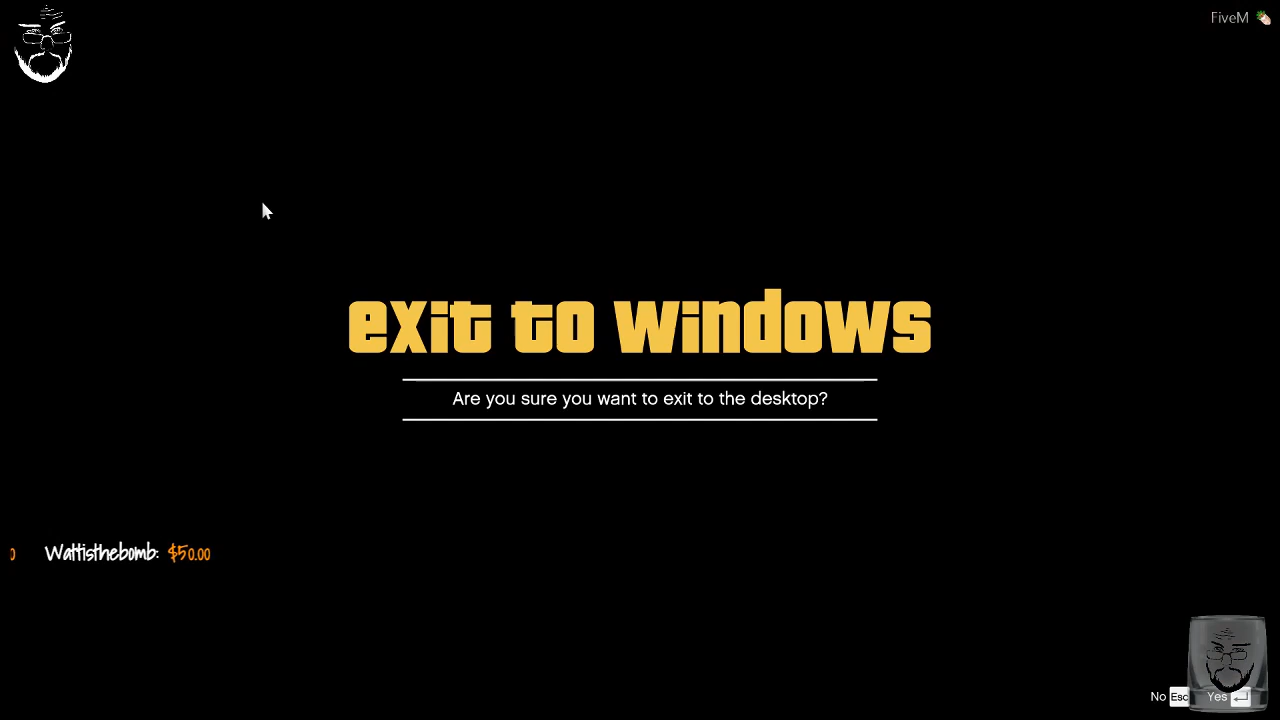 FiveM
exit to windows
Are you sure you want to exit to the desktop?
0 Wattisthebomb: $50.00
No Esc Yes